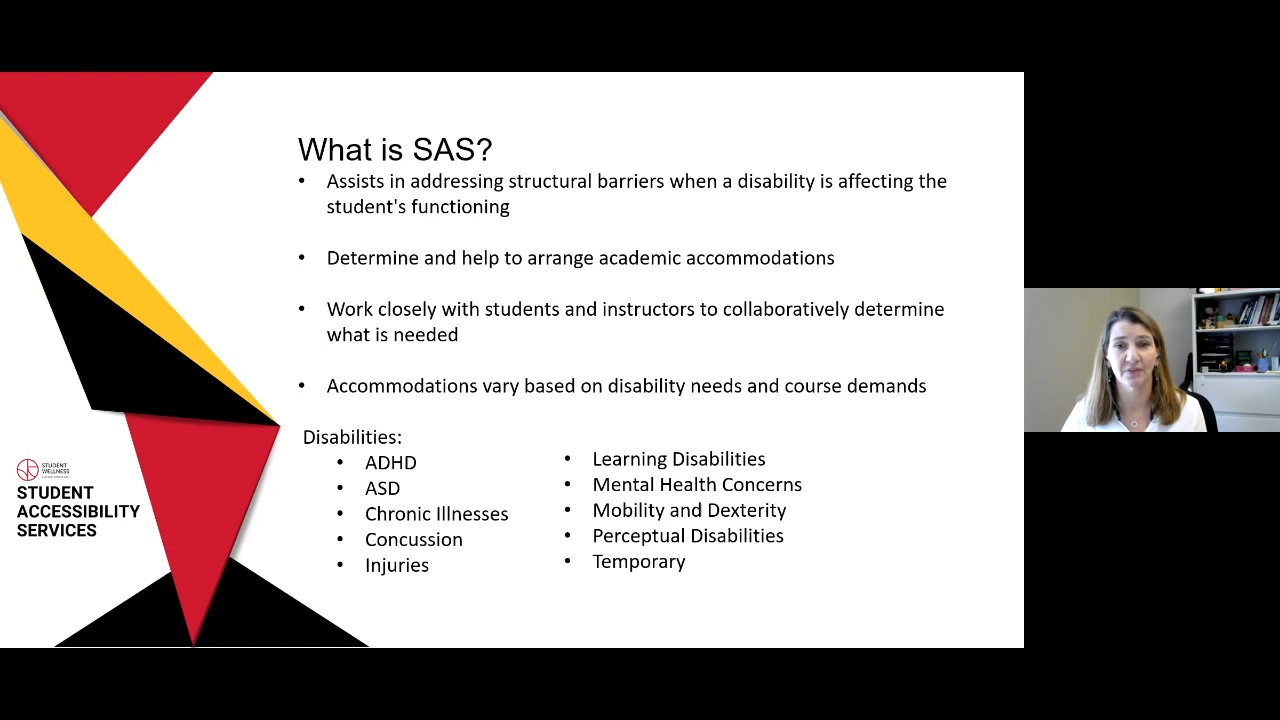 What is SAS?
• Assists in addressing structural barriers when a disability is affecting the
student's functioning
• Determine and help to arrange academic accommodations
• Work closely with students and instructors to collaboratively determine
what is needed
• Accommodations vary based on disability needs and course demands
Disabilities:
• ADHD
• ASD
• Chronic Illnesses
• Concussion
• Injuries
• Learning Disabilities
• Mental Health Concerns
• Mobility and Dexterity
• Perceptual Disabilities
• Temporary
STUDENT
WELLNESS
STUDENT
ACCESSIBILITY
SERVICES